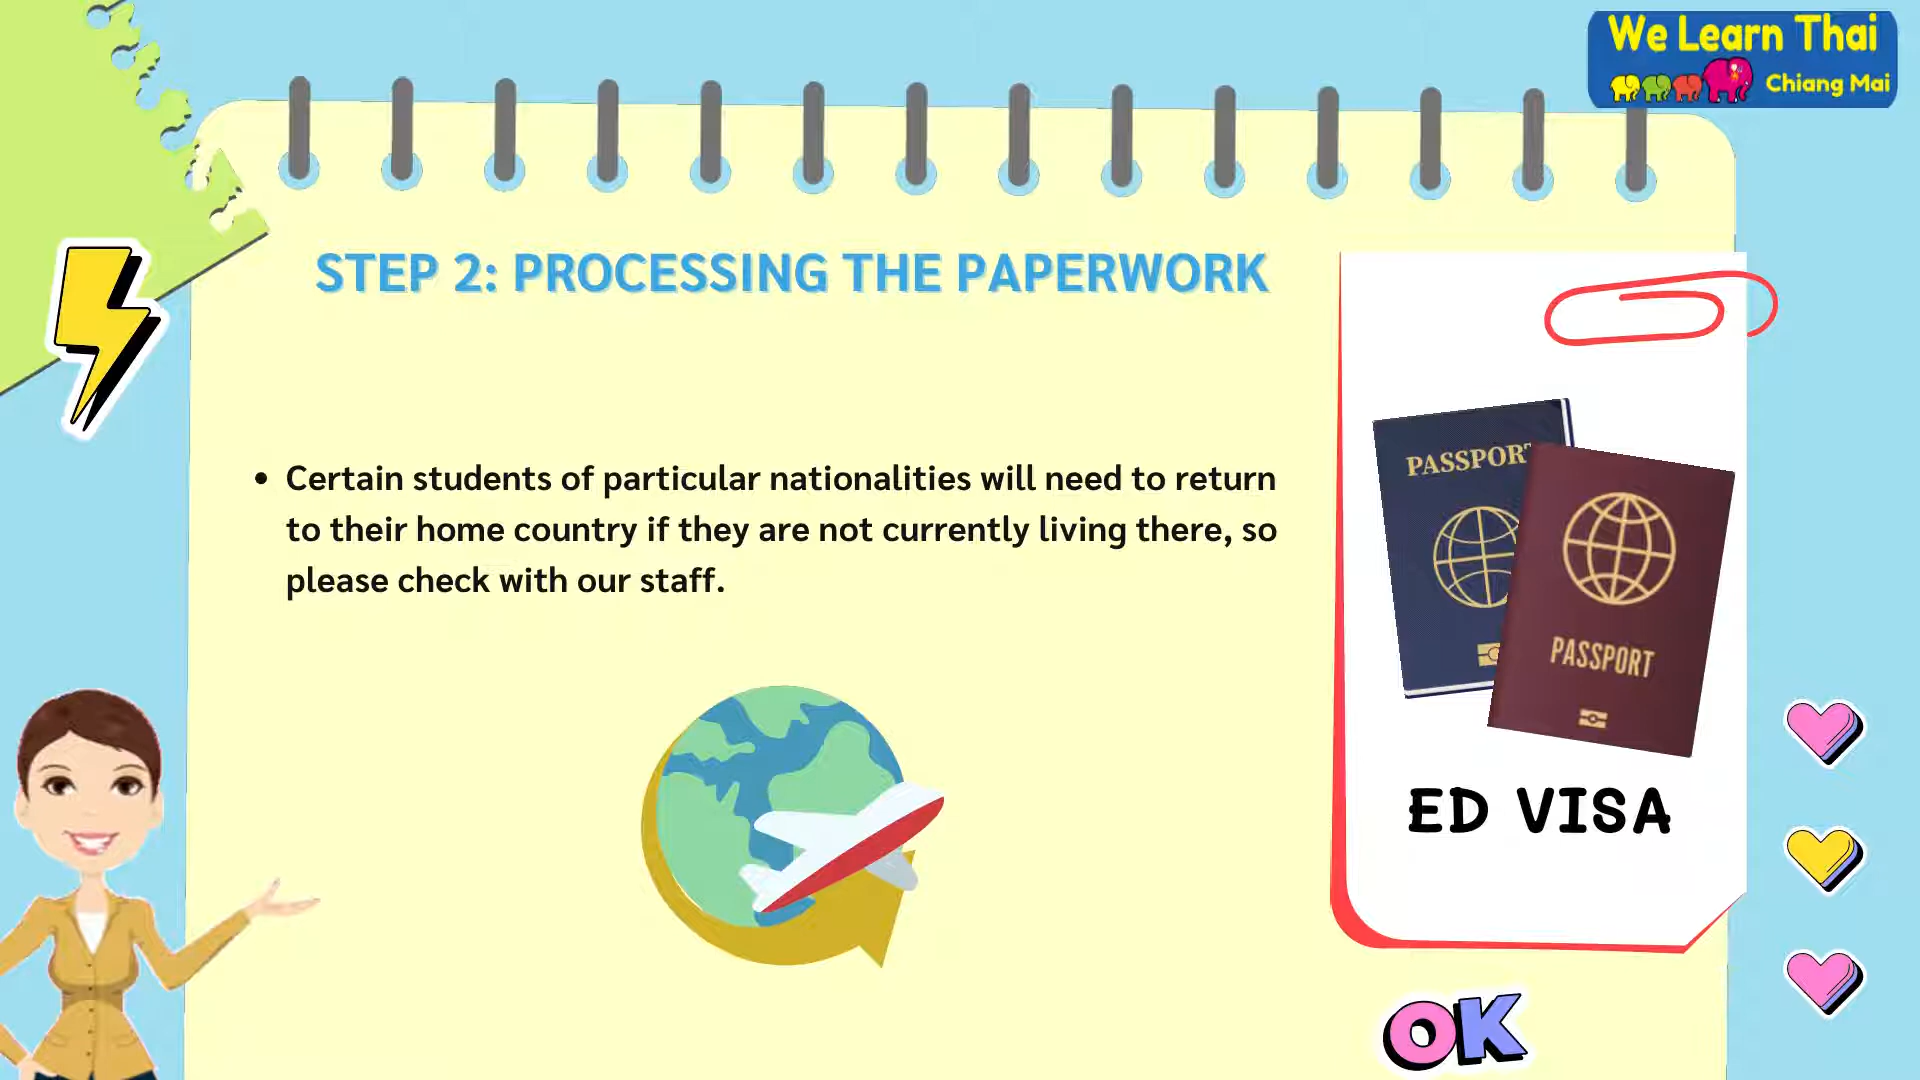 We Learn Thai
Chiang Mai
STEP 2: PROCESSING THE PAPERWORK
• Certain students of particular nationalities will need to return
to their home country if they are not currently living there, so
please check with our staff.
PASSPORT
PASSPORT
ED VISA
OK